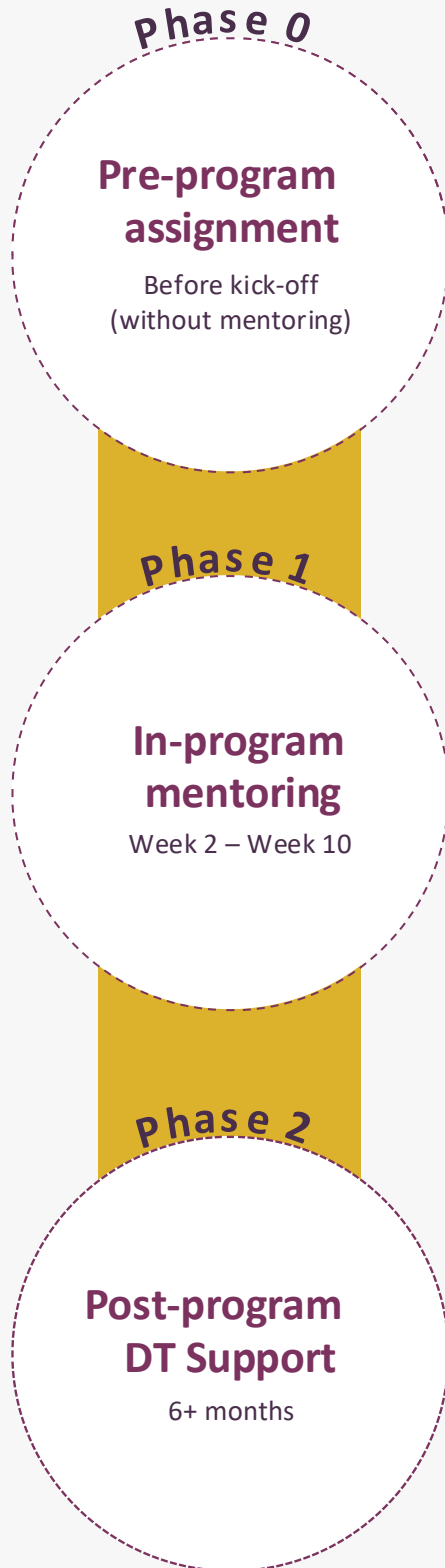 Phase 0
Pre-program
assignment
Before kick-off
(without mentoring)
Phase 1
In-program
mentoring
Week 2 – Week 10
Phase 2
Post-program
DT Support
6+ months